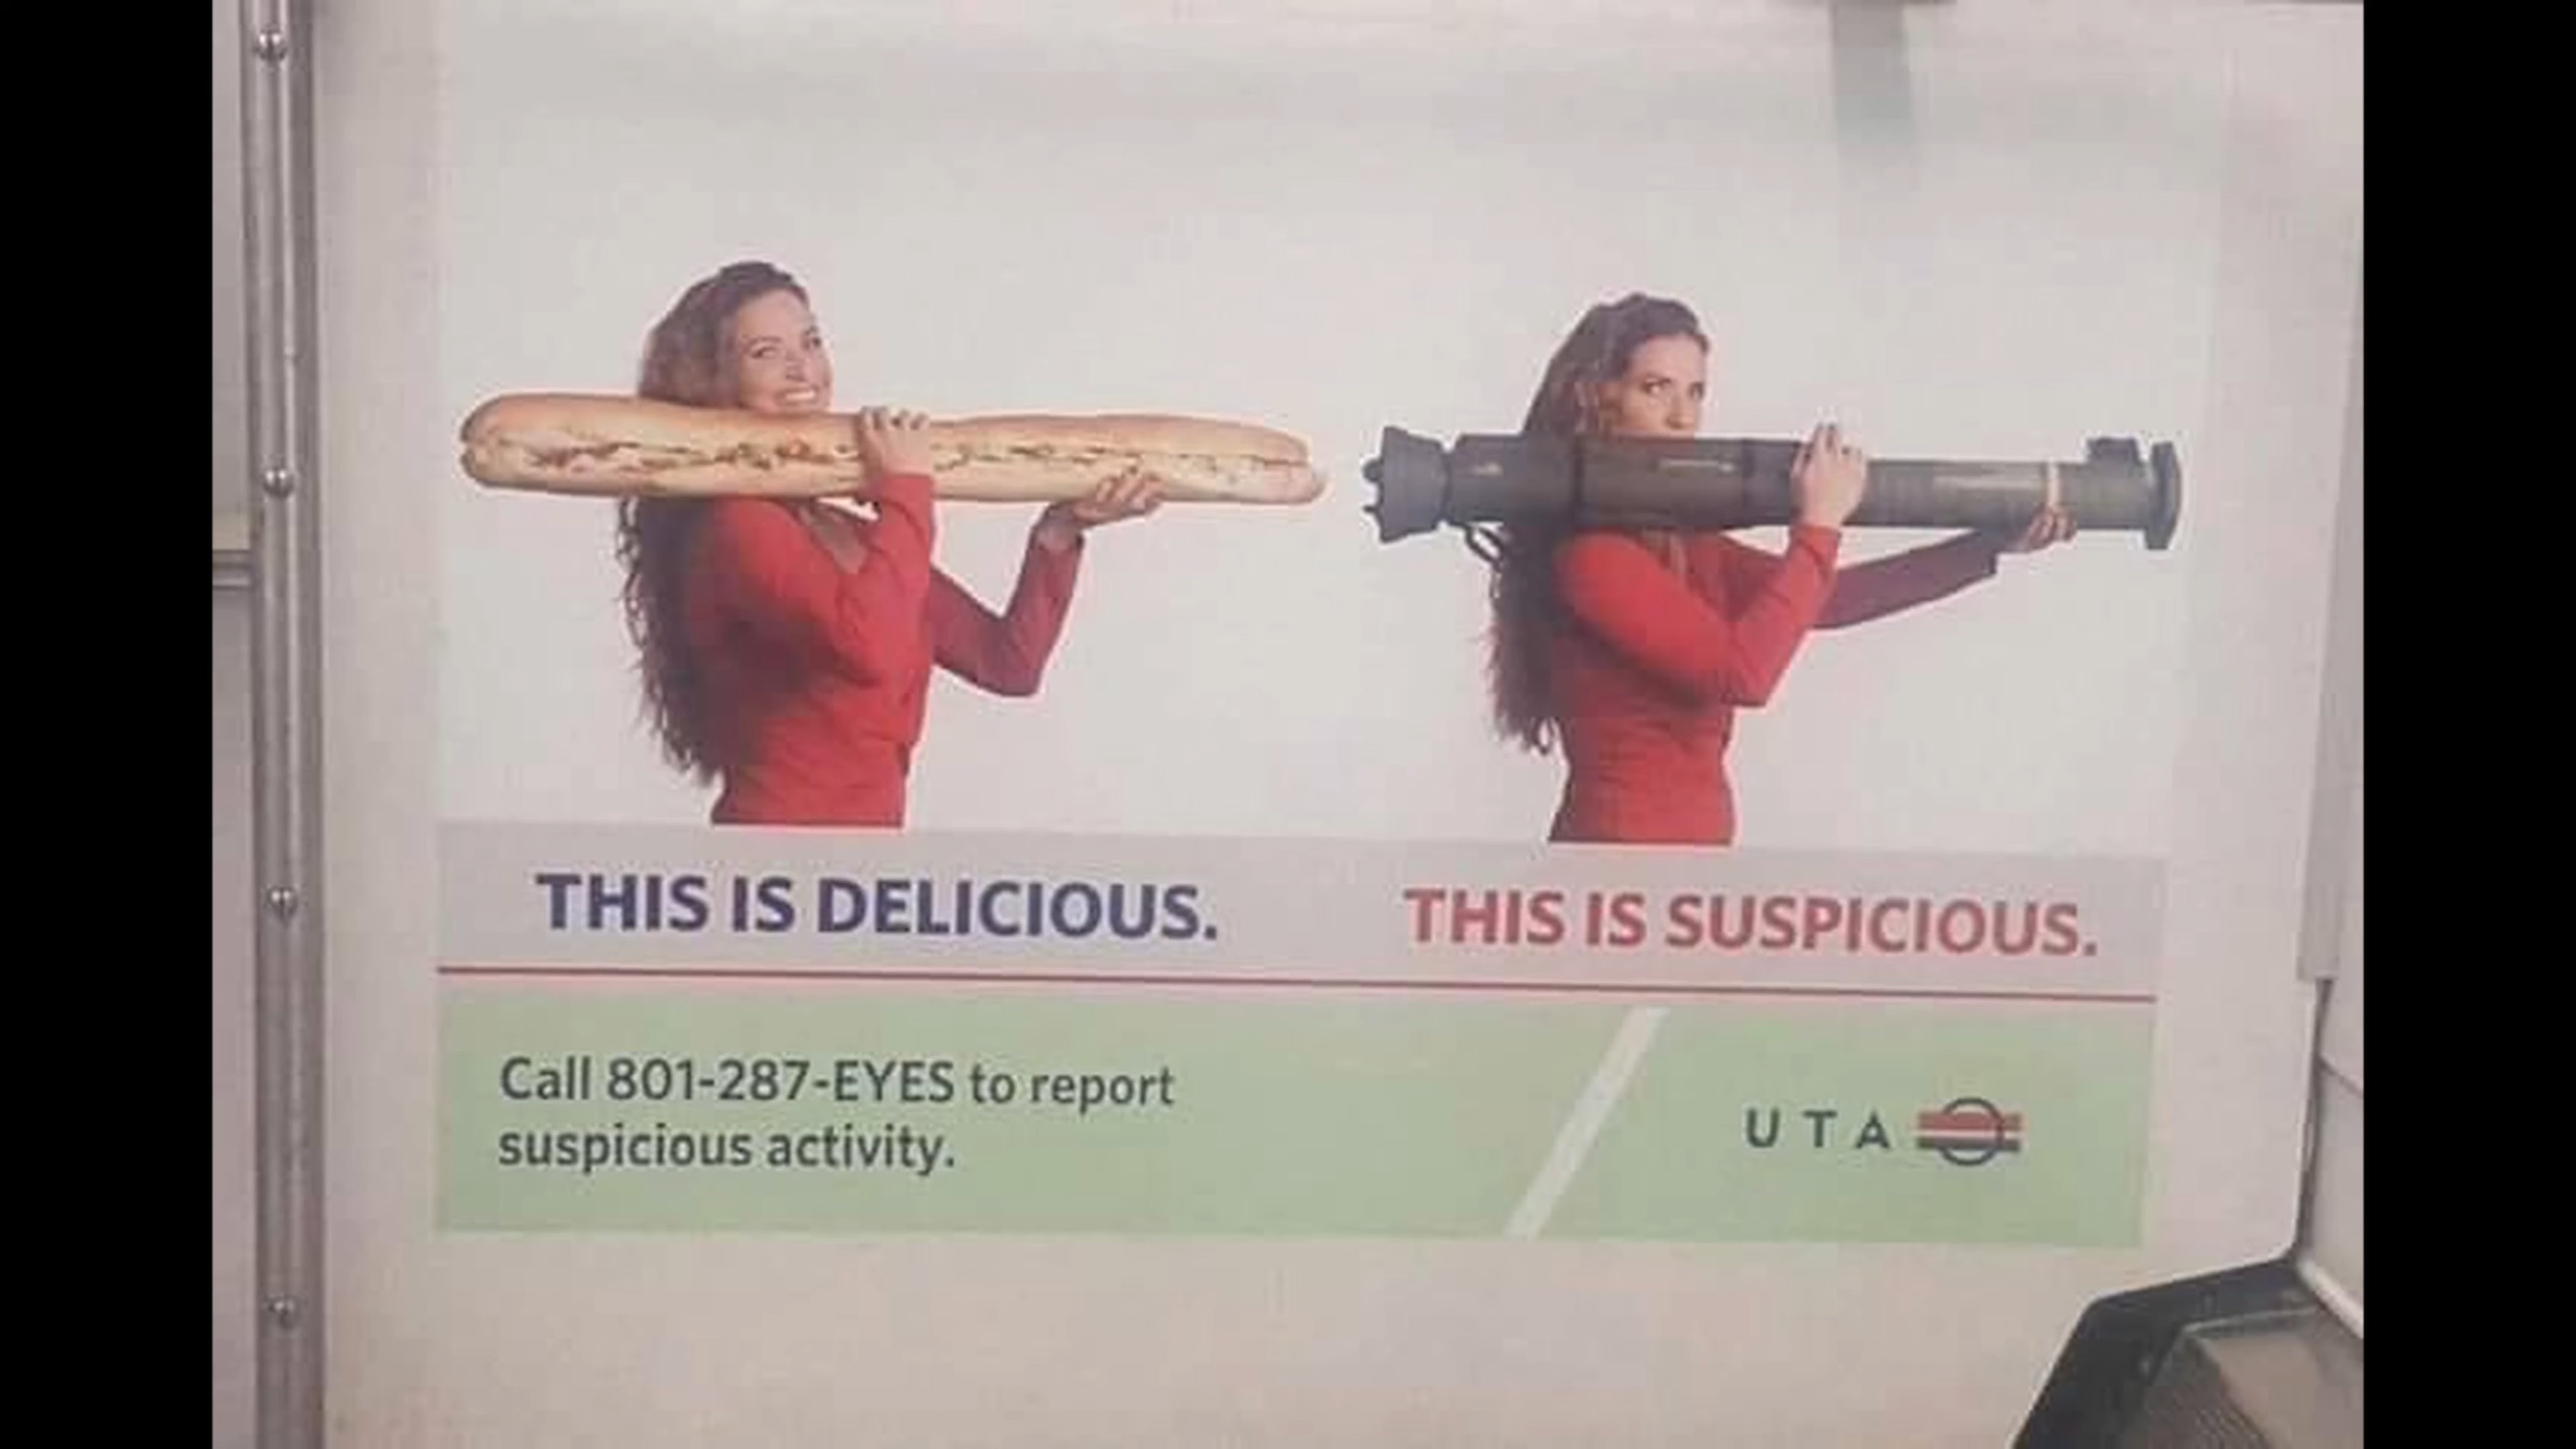 THIS IS DELICIOUS.
THIS IS SUSPICIOUS.
Call 801-287-EYES to report
suspicious activity.
UTA